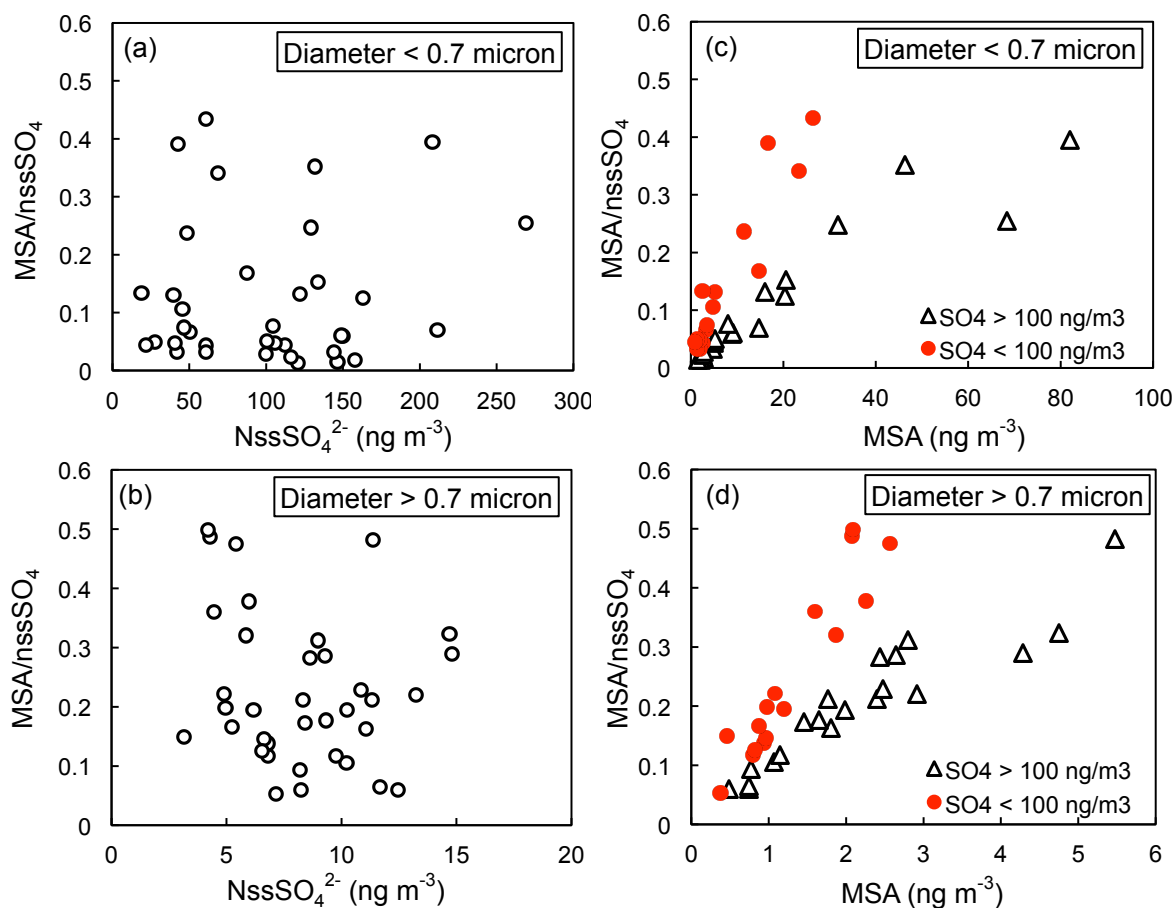 (a)
Diameter < 0.7 micron
MSA/nssSO₄
0.6
0.5
0.4
0.3
0.2
0.1
0
0 50 100 150 200 250 300
NssSO₄²⁻ (ng m⁻³)
(c)
Diameter < 0.7 micron
MSA/nssSO₄
0.6
0.5
0.4
0.3
0.2
0.1
0
SO4 > 100 ng/m3
SO4 < 100 ng/m3
0 20 40 60 80 100
MSA (ng m⁻³)
(b)
Diameter > 0.7 micron
MSA/nssSO₄
0.6
0.5
0.4
0.3
0.2
0.1
0
0 5 10 15 20
NssSO₄²⁻ (ng m⁻³)
(d)
Diameter > 0.7 micron
MSA/nssSO₄
0.6
0.5
0.4
0.3
0.2
0.1
0
SO4 > 100 ng/m3
SO4 < 100 ng/m3
0 1 2 3 4 5 6
MSA (ng m⁻³)